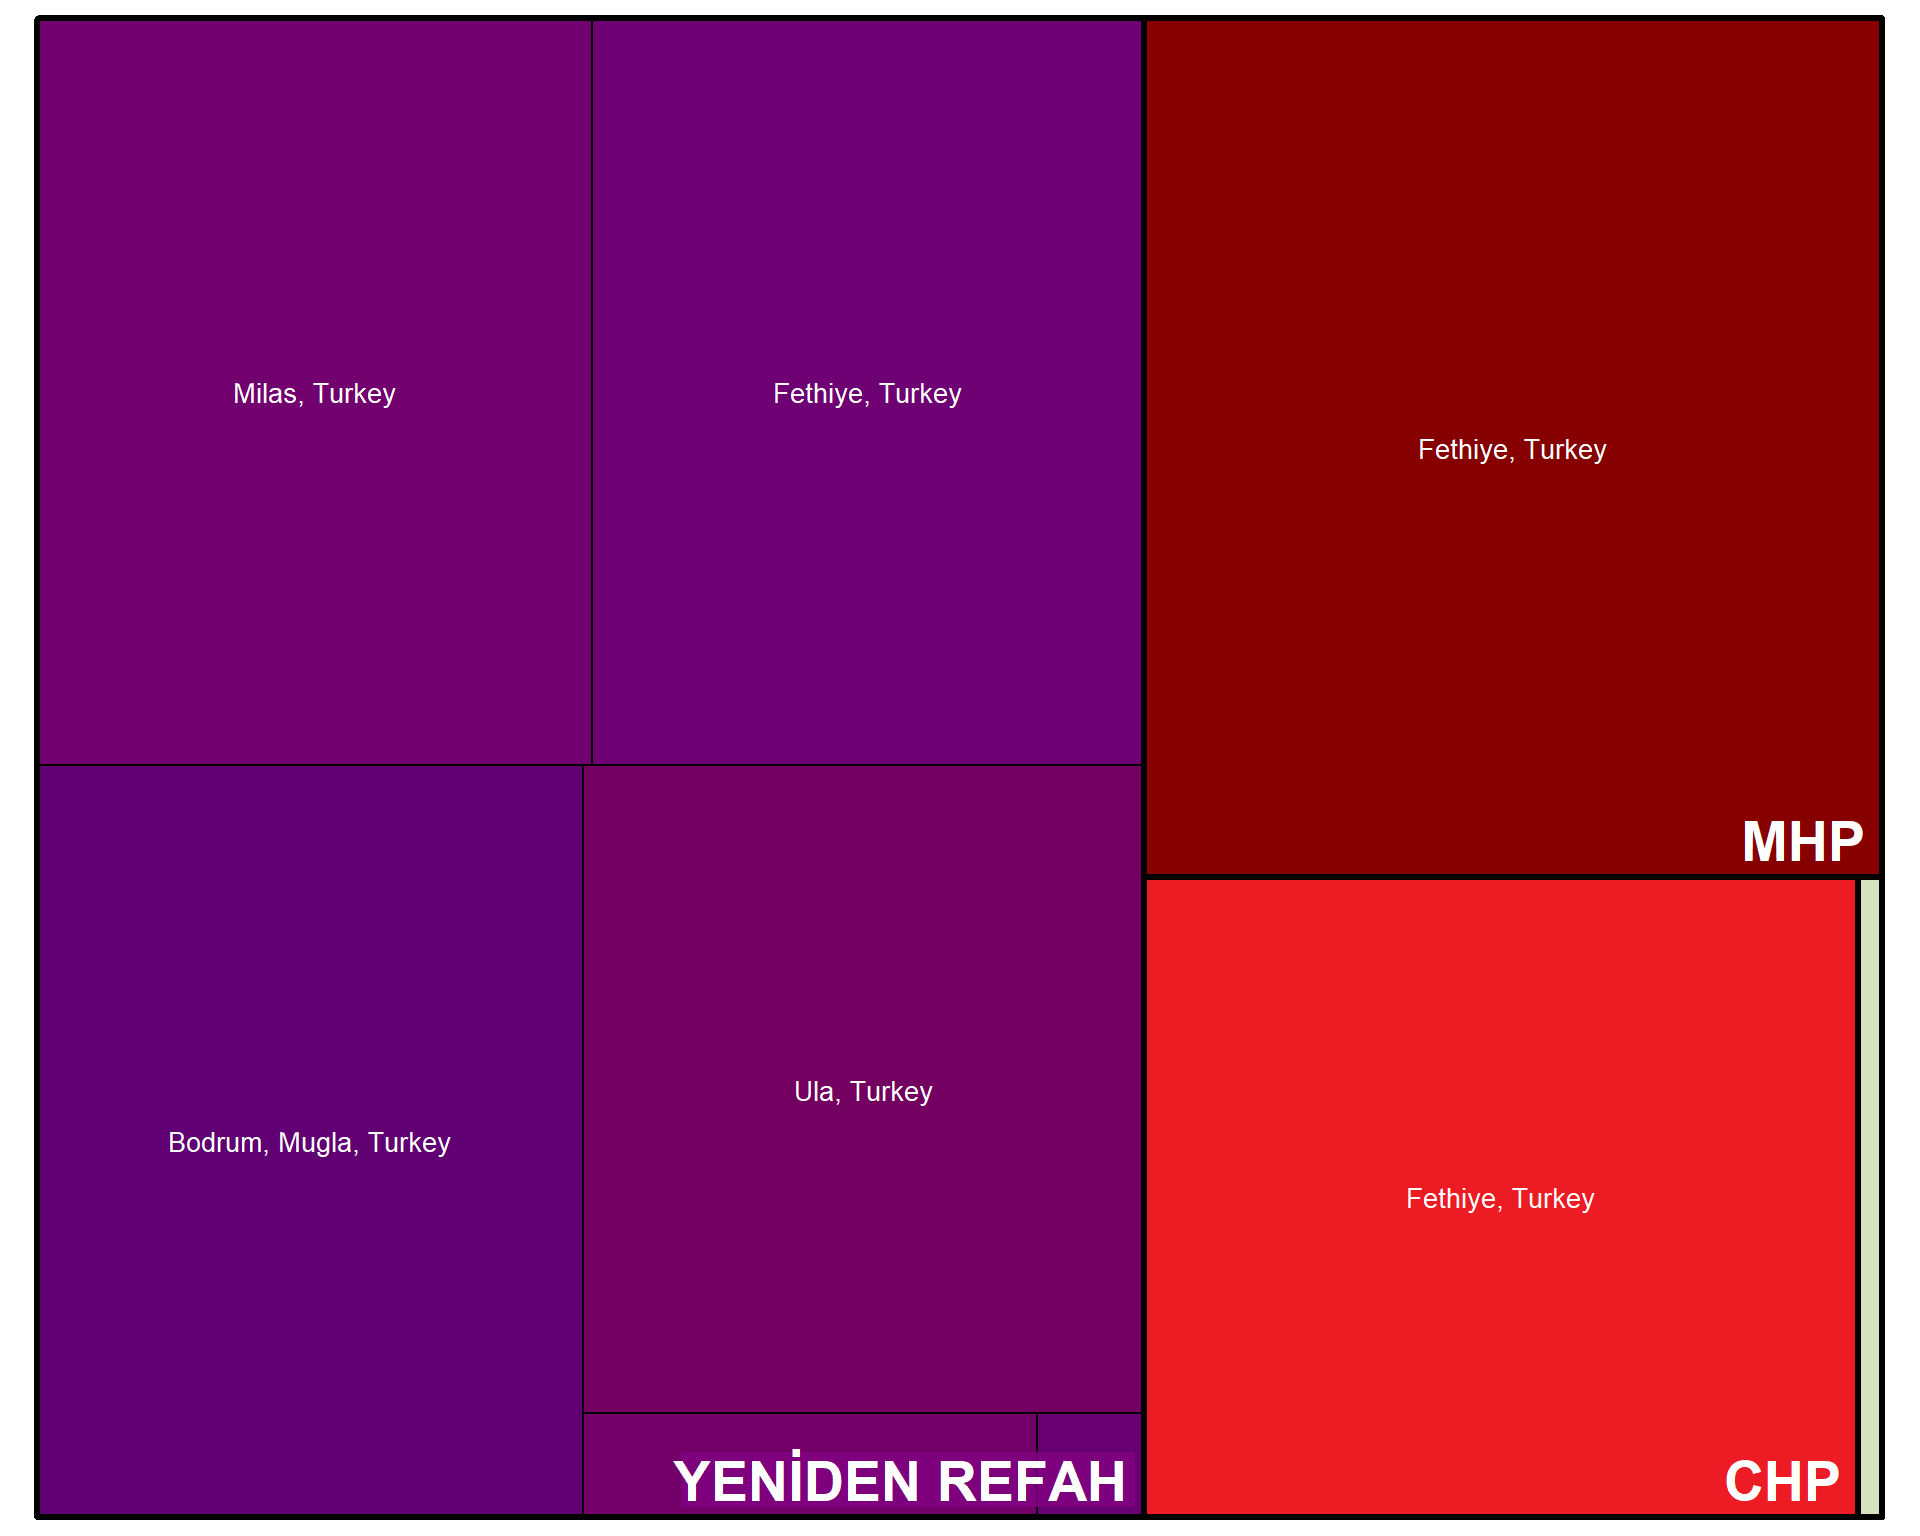 Milas, Turkey
Fethiye, Turkey
Fethiye, Turkey
MHP
Bodrum, Mugla, Turkey
Ula, Turkey
Fethiye, Turkey
YENİDEN REFAH
CHP